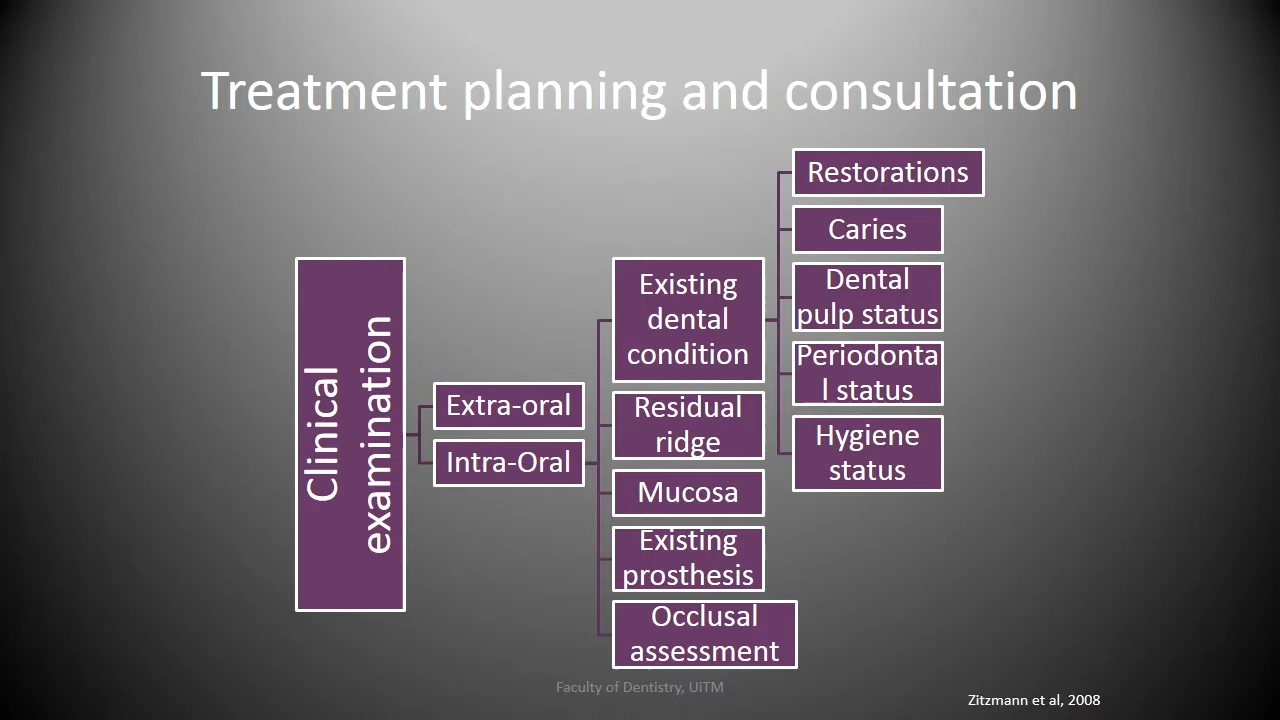 Treatment planning and consultation
Clinical
examination
Extra-oral
Intra-Oral
Existing
dental
condition
Residual
ridge
Mucosa
Existing
prosthesis
Occlusal
assessment
Restorations
Caries
Dental
pulp status
Periodonta
l status
Hygiene
status
Faculty of Dentistry, UiTM
Zitzmann et al, 2008